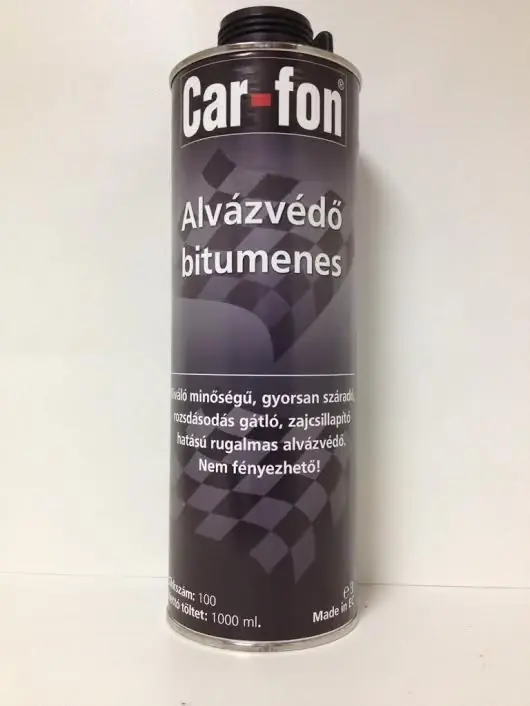 Car-fon®
Alvázvédő
bitumenes
Kiváló minőségű, gyorsan száradó,
rozsdásodás gátló, zajcsillapító
hatású rugalmas alvázvédő.
Nem fényezhető!
100
töltet: 1000 ml.
e
Made in